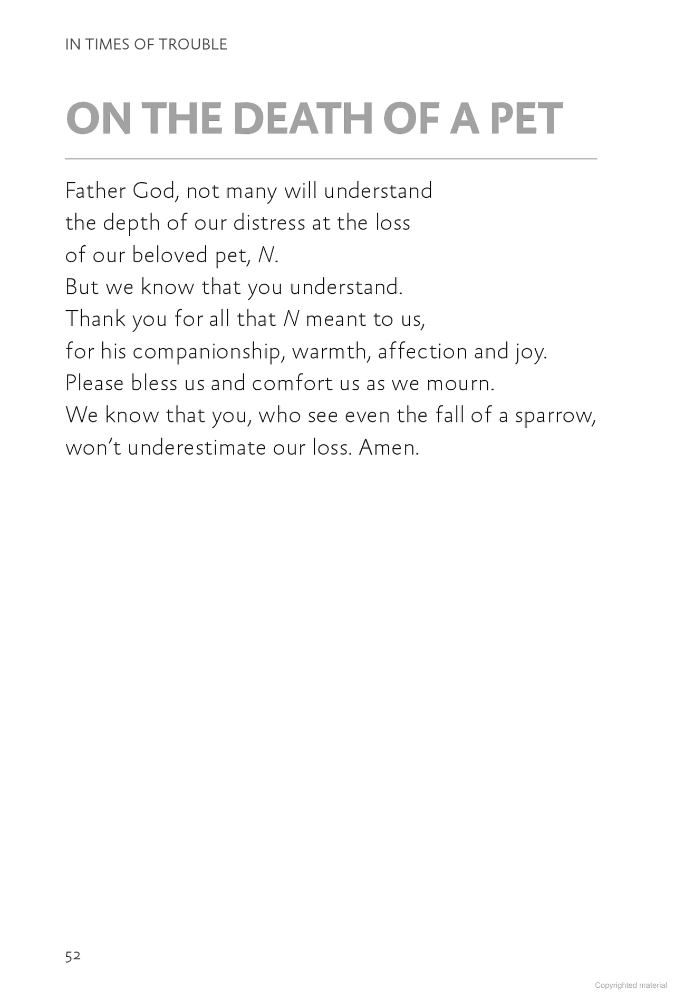 IN TIMES OF TROUBLE
ON THE DEATH OF A PET
Father God, not many will understand
the depth of our distress at the loss
of our beloved pet, N.
But we know that you understand.
Thank you for all that N meant to us,
for his companionship, warmth, affection and joy.
Please bless us and comfort us as we mourn.
We know that you, who see even the fall of a sparrow,
won’t underestimate our loss. Amen.
52
Copyrighted material